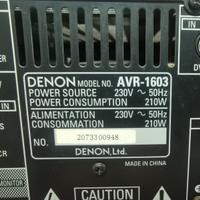 DENON MODEL NO. AVR-1603
POWER SOURCE 230V ~ 50Hz
POWER CONSUMPTION 210W
ALIMENTATION 230V ~ 50Hz
CONSOMMATION 210W
NO. 2073300948
DENON, Ltd.
MADE IN CHINA
MONITOR
CAUTION